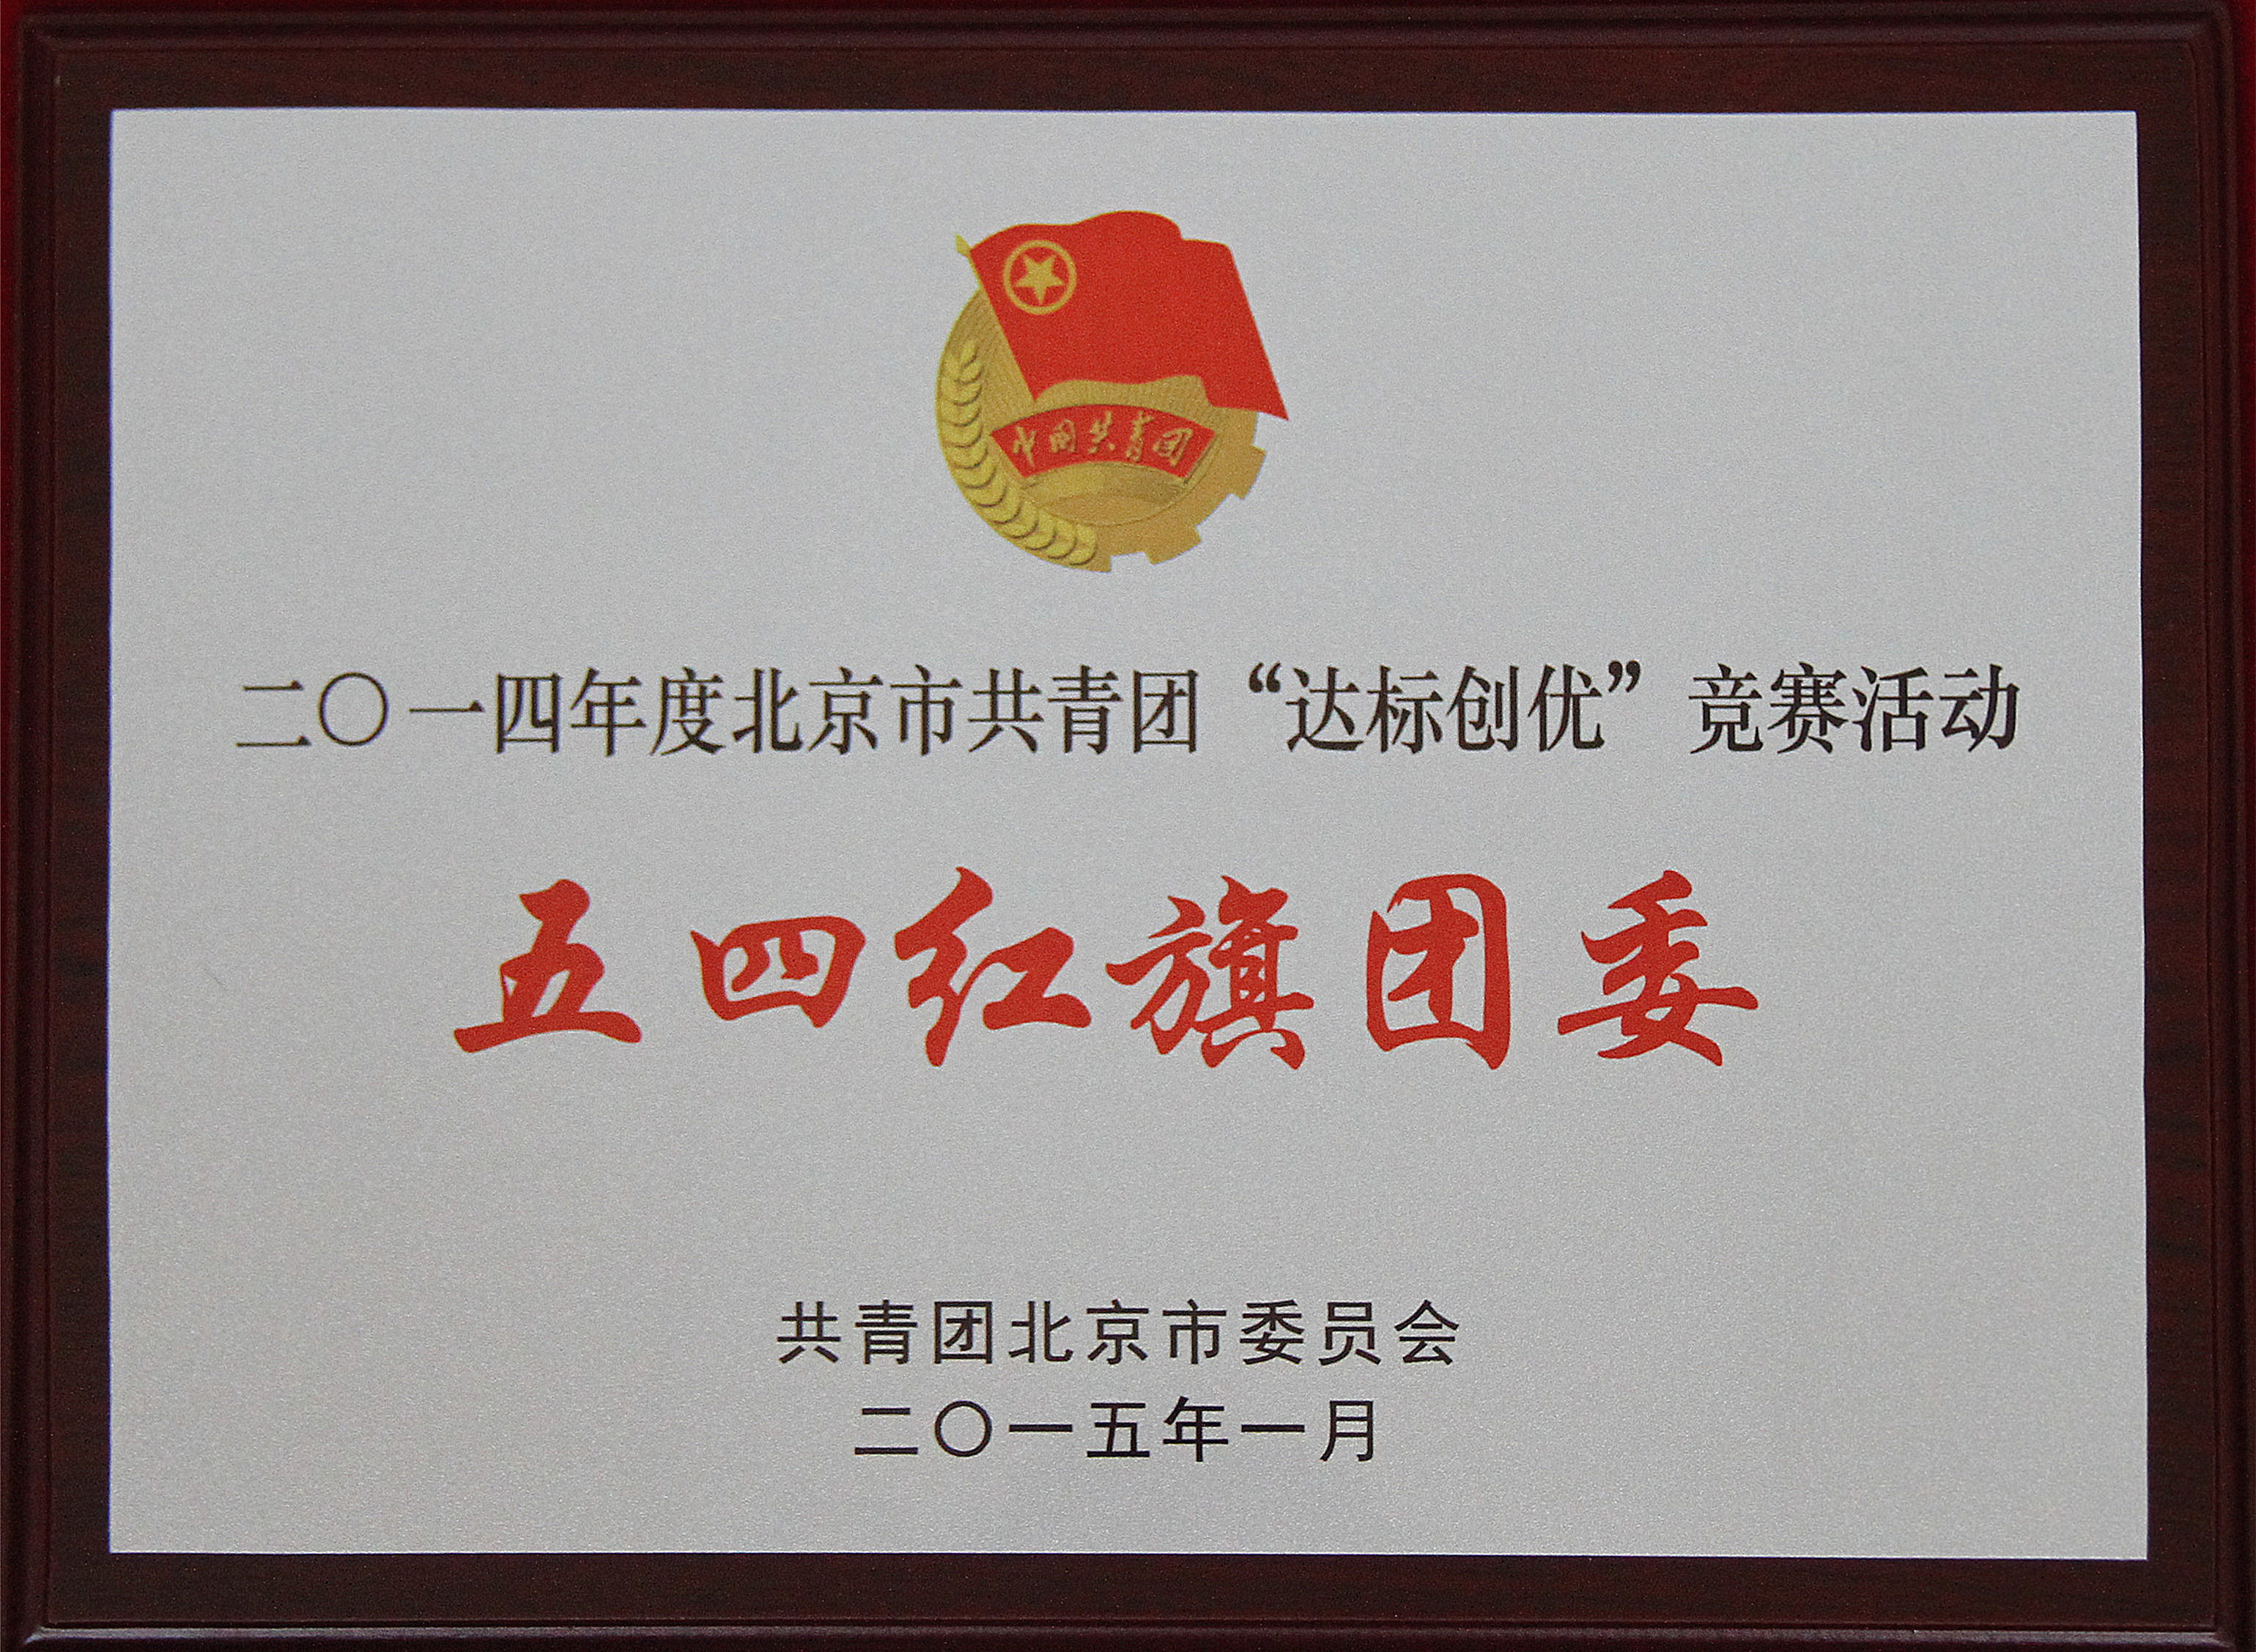 中国共青团
二〇一四年度北京市共青团“达标创优”竞赛活动
五四红旗团委
共青团北京市委员会
二〇一五年一月